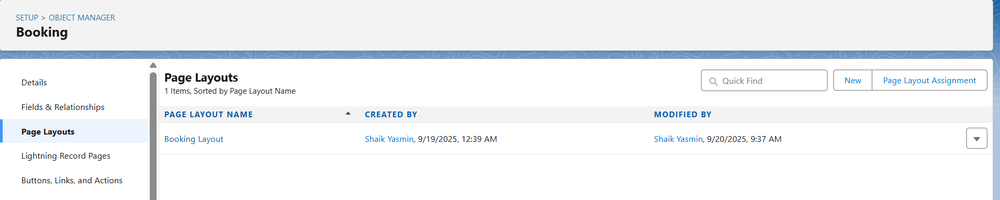 SETUP > OBJECT MANAGER
Booking
Details
Fields & Relationships
Page Layouts
Lightning Record Pages
Buttons, Links, and Actions
Page Layouts
1 Items, Sorted by Page Layout Name
Quick Find
New
Page Layout Assignment
PAGE LAYOUT NAME CREATED BY MODIFIED BY
Booking Layout Shaik Yasmin, 9/19/2025, 12:39 AM Shaik Yasmin, 9/20/2025, 9:37 AM